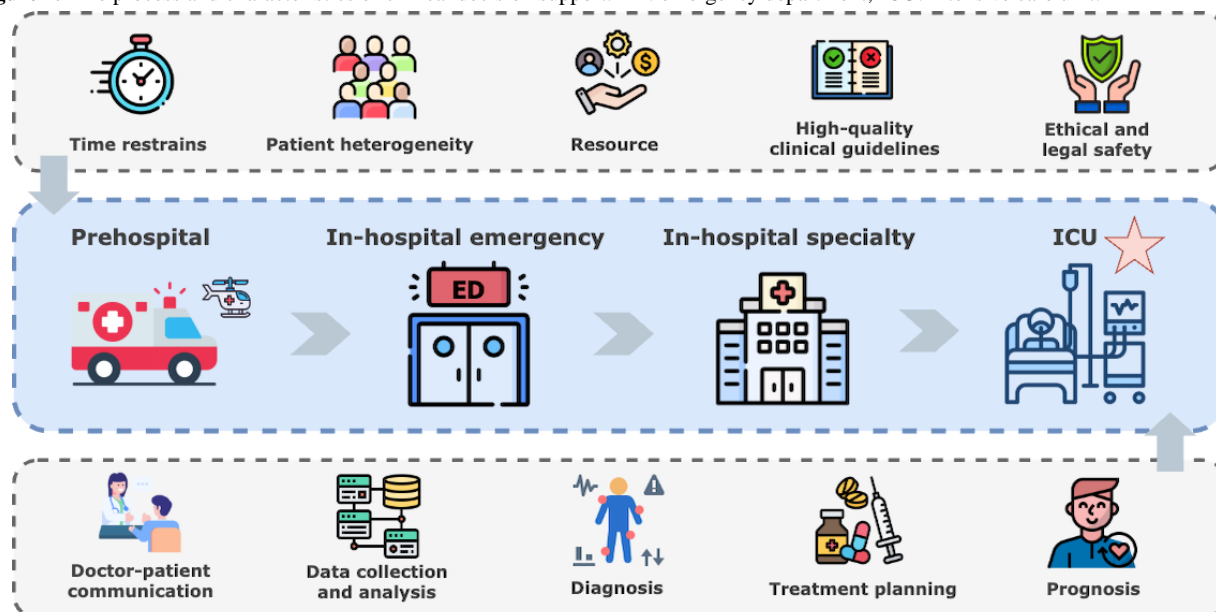 Time restrains
Patient heterogeneity
Resource
High-quality
clinical guidelines
Ethical and
legal safety
Prehospital
In-hospital emergency
In-hospital specialty
ICU
ED
Doctor-patient
communication
Data collection
and analysis
Diagnosis
Treatment planning
Prognosis